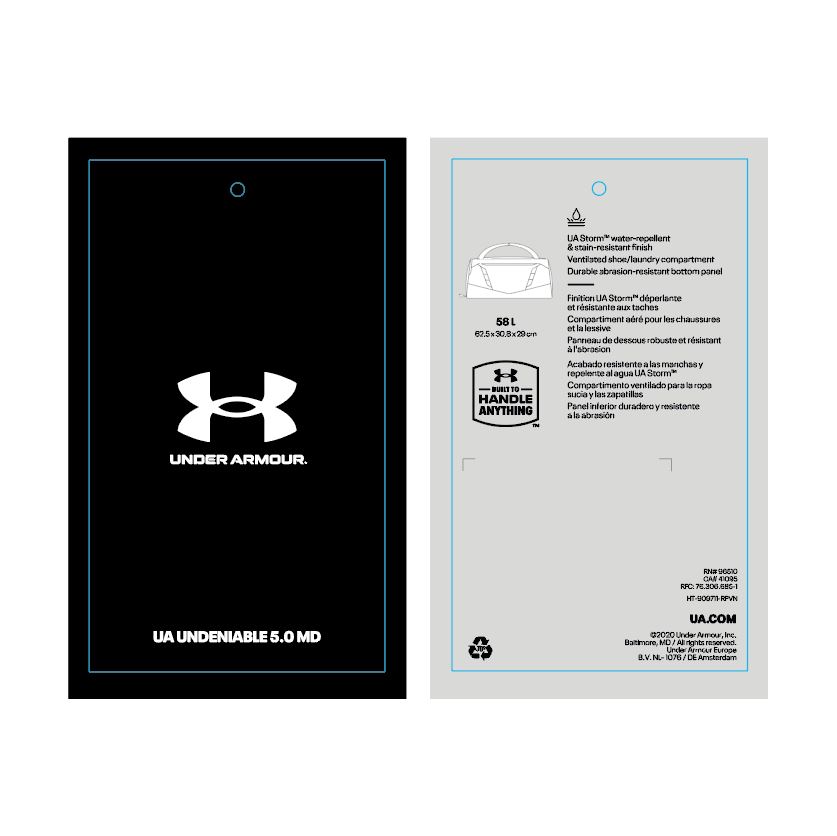 UNDER ARMOUR.
UA UNDENIABLE 5.0 MD
UA Storm™ water-repellent
& stain-resistant finish
Ventilated shoe/laundry compartment
Durable abrasion-resistant bottom panel
Finition UA Storm™ déperlante
et résistante aux taches
Compartiment aéré pour les chaussures
et la lessive
Panneau de dessous robuste et résistant
à l'abrasion
Acabado resistente a las manchas y
repelente al agua UA Storm™
Compartimento ventilado para la ropa
sucia y las zapatillas
Panel inferior duradero y resistente
a la abrasión
58 L
62.5 x 30.8 x 29 cm
BUILT TO
HANDLE
ANYTHING
™
RN# 96510
CA# 41095
RFC: 76.306.685-1
HT-909711-RPVN
UA.COM
©2020 Under Armour, Inc.
Baltimore, MD / All rights reserved.
Under Armour Europe
B.V. NL- 1076 / DE Amsterdam